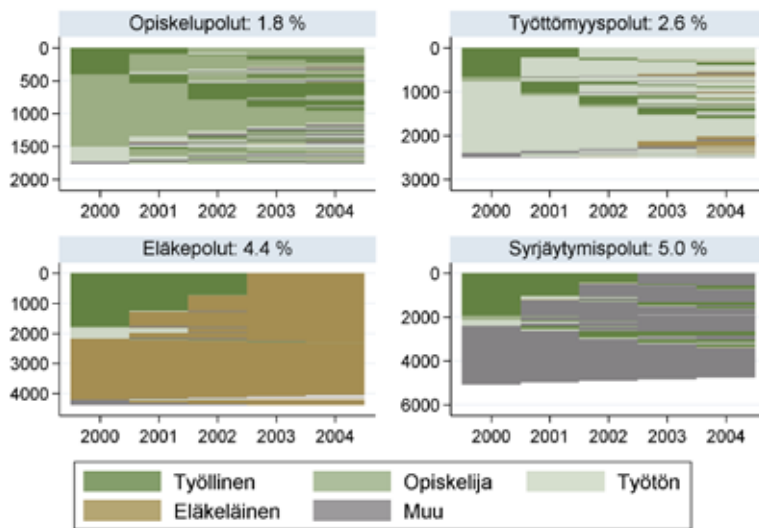 Opiskelupolut: 1.8 %
0
500
1000
1500
2000
2000 2001 2002 2003 2004
Työttömyyspolut: 2.6 %
0
1000
2000
3000
2000 2001 2002 2003 2004
Eläkepolut: 4.4 %
0
1000
2000
3000
4000
2000 2001 2002 2003 2004
Syrjäytymispolut: 5.0 %
0
2000
4000
6000
2000 2001 2002 2003 2004
Työllinen Opiskelija Työtön
Eläkeläinen Muu